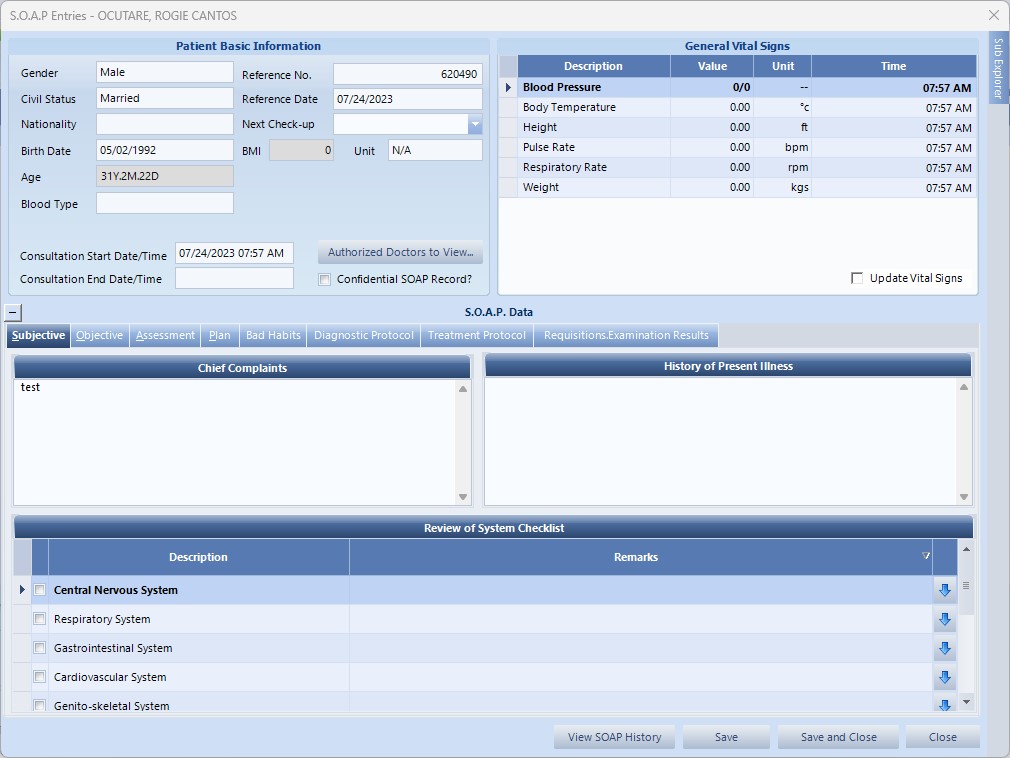 S.O.A.P Entries - OCUTARE, ROGIE CANTOS
Sub Explorer
Patient Basic Information
Gender Male Reference No. 620490
Civil Status Married Reference Date 07/24/2023
Nationality Next Check-up
Birth Date 05/02/1992 BMI 0 Unit N/A
Age 31Y.2M.22D
Blood Type
Consultation Start Date/Time 07/24/2023 07:57 AM Authorized Doctors to View...
Consultation End Date/Time Confidential SOAP Record?
General Vital Signs
Description Value Unit Time
Blood Pressure 0/0 -- 07:57 AM
Body Temperature 0.00 °c 07:57 AM
Height 0.00 ft 07:57 AM
Pulse Rate 0.00 bpm 07:57 AM
Respiratory Rate 0.00 rpm 07:57 AM
Weight 0.00 kgs 07:57 AM
Update Vital Signs
S.O.A.P. Data
Subjective Objective Assessment Plan Bad Habits Diagnostic Protocol Treatment Protocol Requisitions.Examination Results
Chief Complaints
test
History of Present Illness
Review of System Checklist
Description Remarks
Central Nervous System
Respiratory System
Gastrointestinal System
Cardiovascular System
Genito-skeletal System
View SOAP History Save Save and Close Close